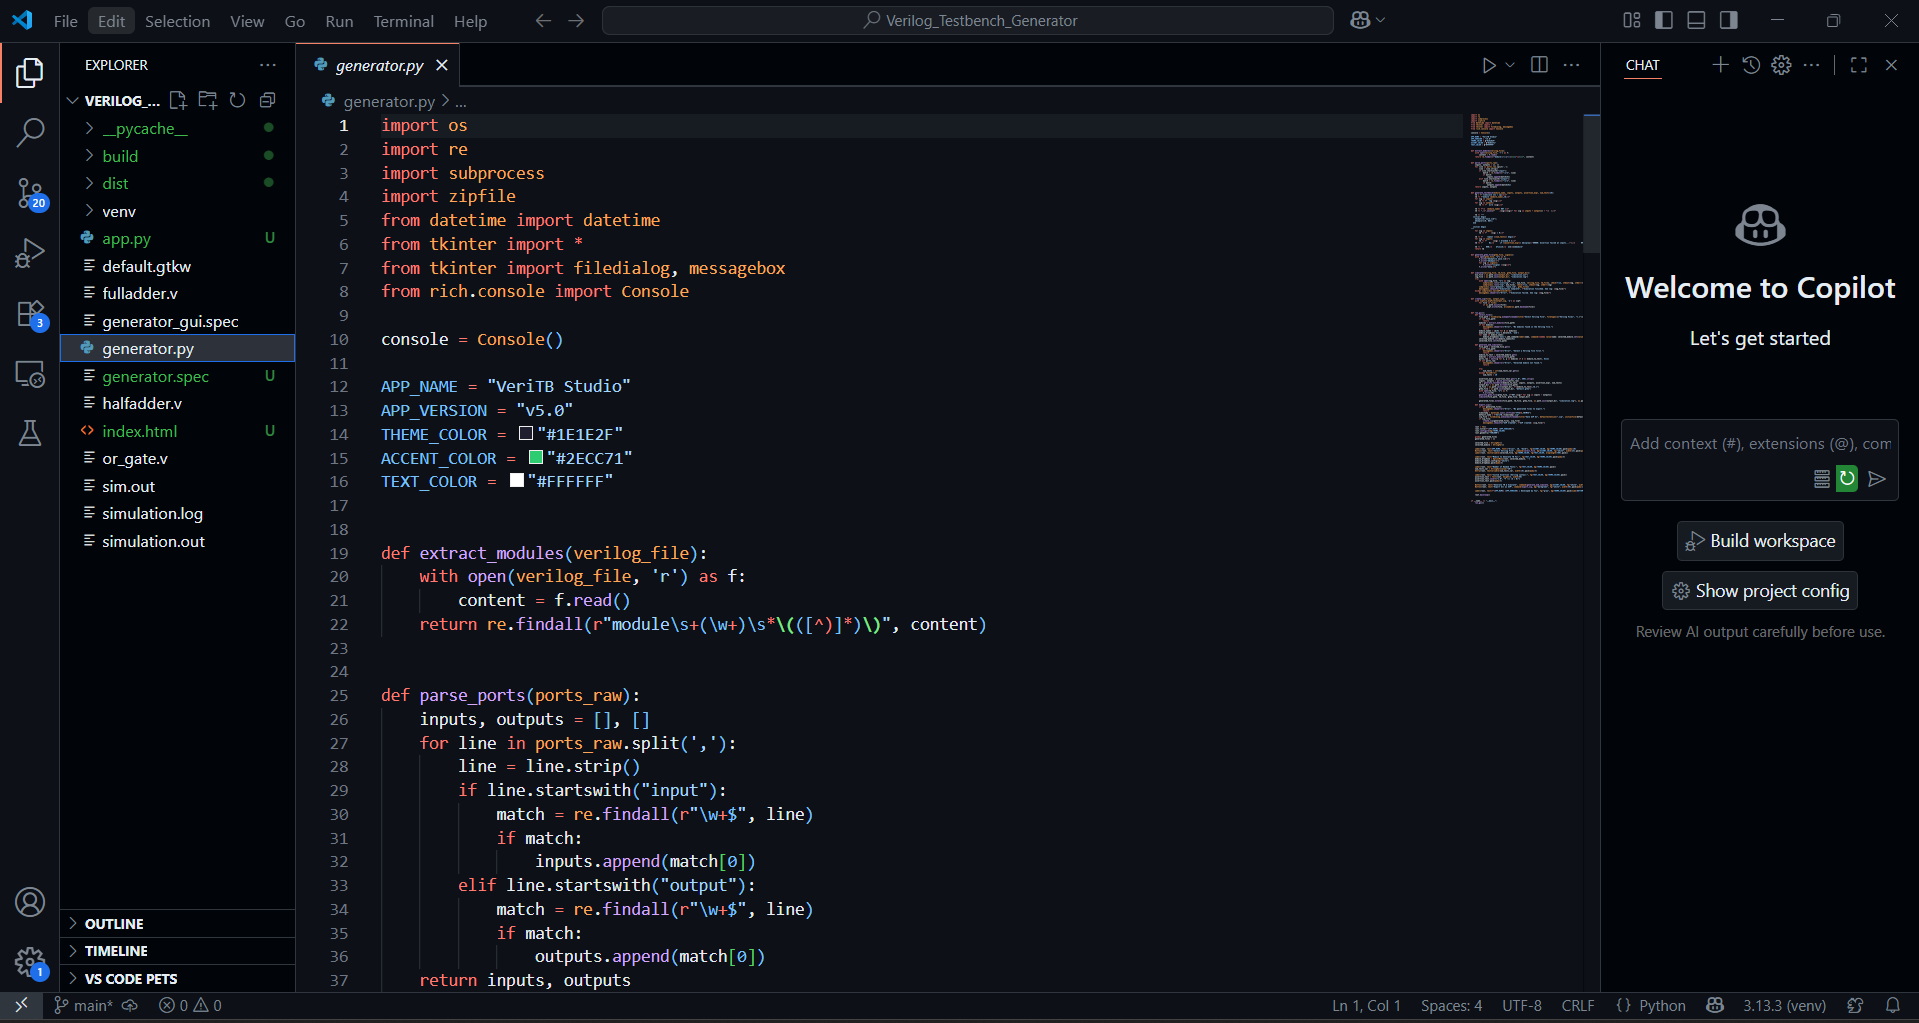 File Edit Selection View Go Run Terminal Help
Verilog_Testbench_Generator
EXPLORER
VERILOG_...
__pycache__
build
dist
venv
app.py U
default.gtkw
fulladder.v
generator_gui.spec
generator.py
generator.spec U
halfadder.v
index.html U
or_gate.v
sim.out
simulation.log
simulation.out
OUTLINE
TIMELINE
VS CODE PETS
20
3
1
generator.py
generator.py > ...
1 import os
2 import re
3 import subprocess
4 import zipfile
5 from datetime import datetime
6 from tkinter import *
7 from tkinter import filedialog, messagebox
8 from rich.console import Console
9
10 console = Console()
11
12 APP_NAME = "VeriTB Studio"
13 APP_VERSION = "v5.0"
14 THEME_COLOR = "#1E1E2F"
15 ACCENT_COLOR = "#2ECC71"
16 TEXT_COLOR = "#FFFFFF"
17
18
19 def extract_modules(verilog_file):
20 with open(verilog_file, 'r') as f:
21 content = f.read()
22 return re.findall(r"module\s+(\w+)\s*\(([^)]*)\)", content)
23
24
25 def parse_ports(ports_raw):
26 inputs, outputs = [], []
27 for line in ports_raw.split(','):
28 line = line.strip()
29 if line.startswith("input"):
30 match = re.findall(r"\w+$", line)
31 if match:
32 inputs.append(match[0])
33 elif line.startswith("output"):
34 match = re.findall(r"\w+$", line)
35 if match:
36 outputs.append(match[0])
37 return inputs, outputs
CHAT
Welcome to Copilot
Let's get started
Add context (#), extensions (@), com
Build workspace
Show project config
Review AI output carefully before use.
main* 0 0
Ln 1, Col 1 Spaces: 4 UTF-8 CRLF {} Python 3.13.3 (venv)